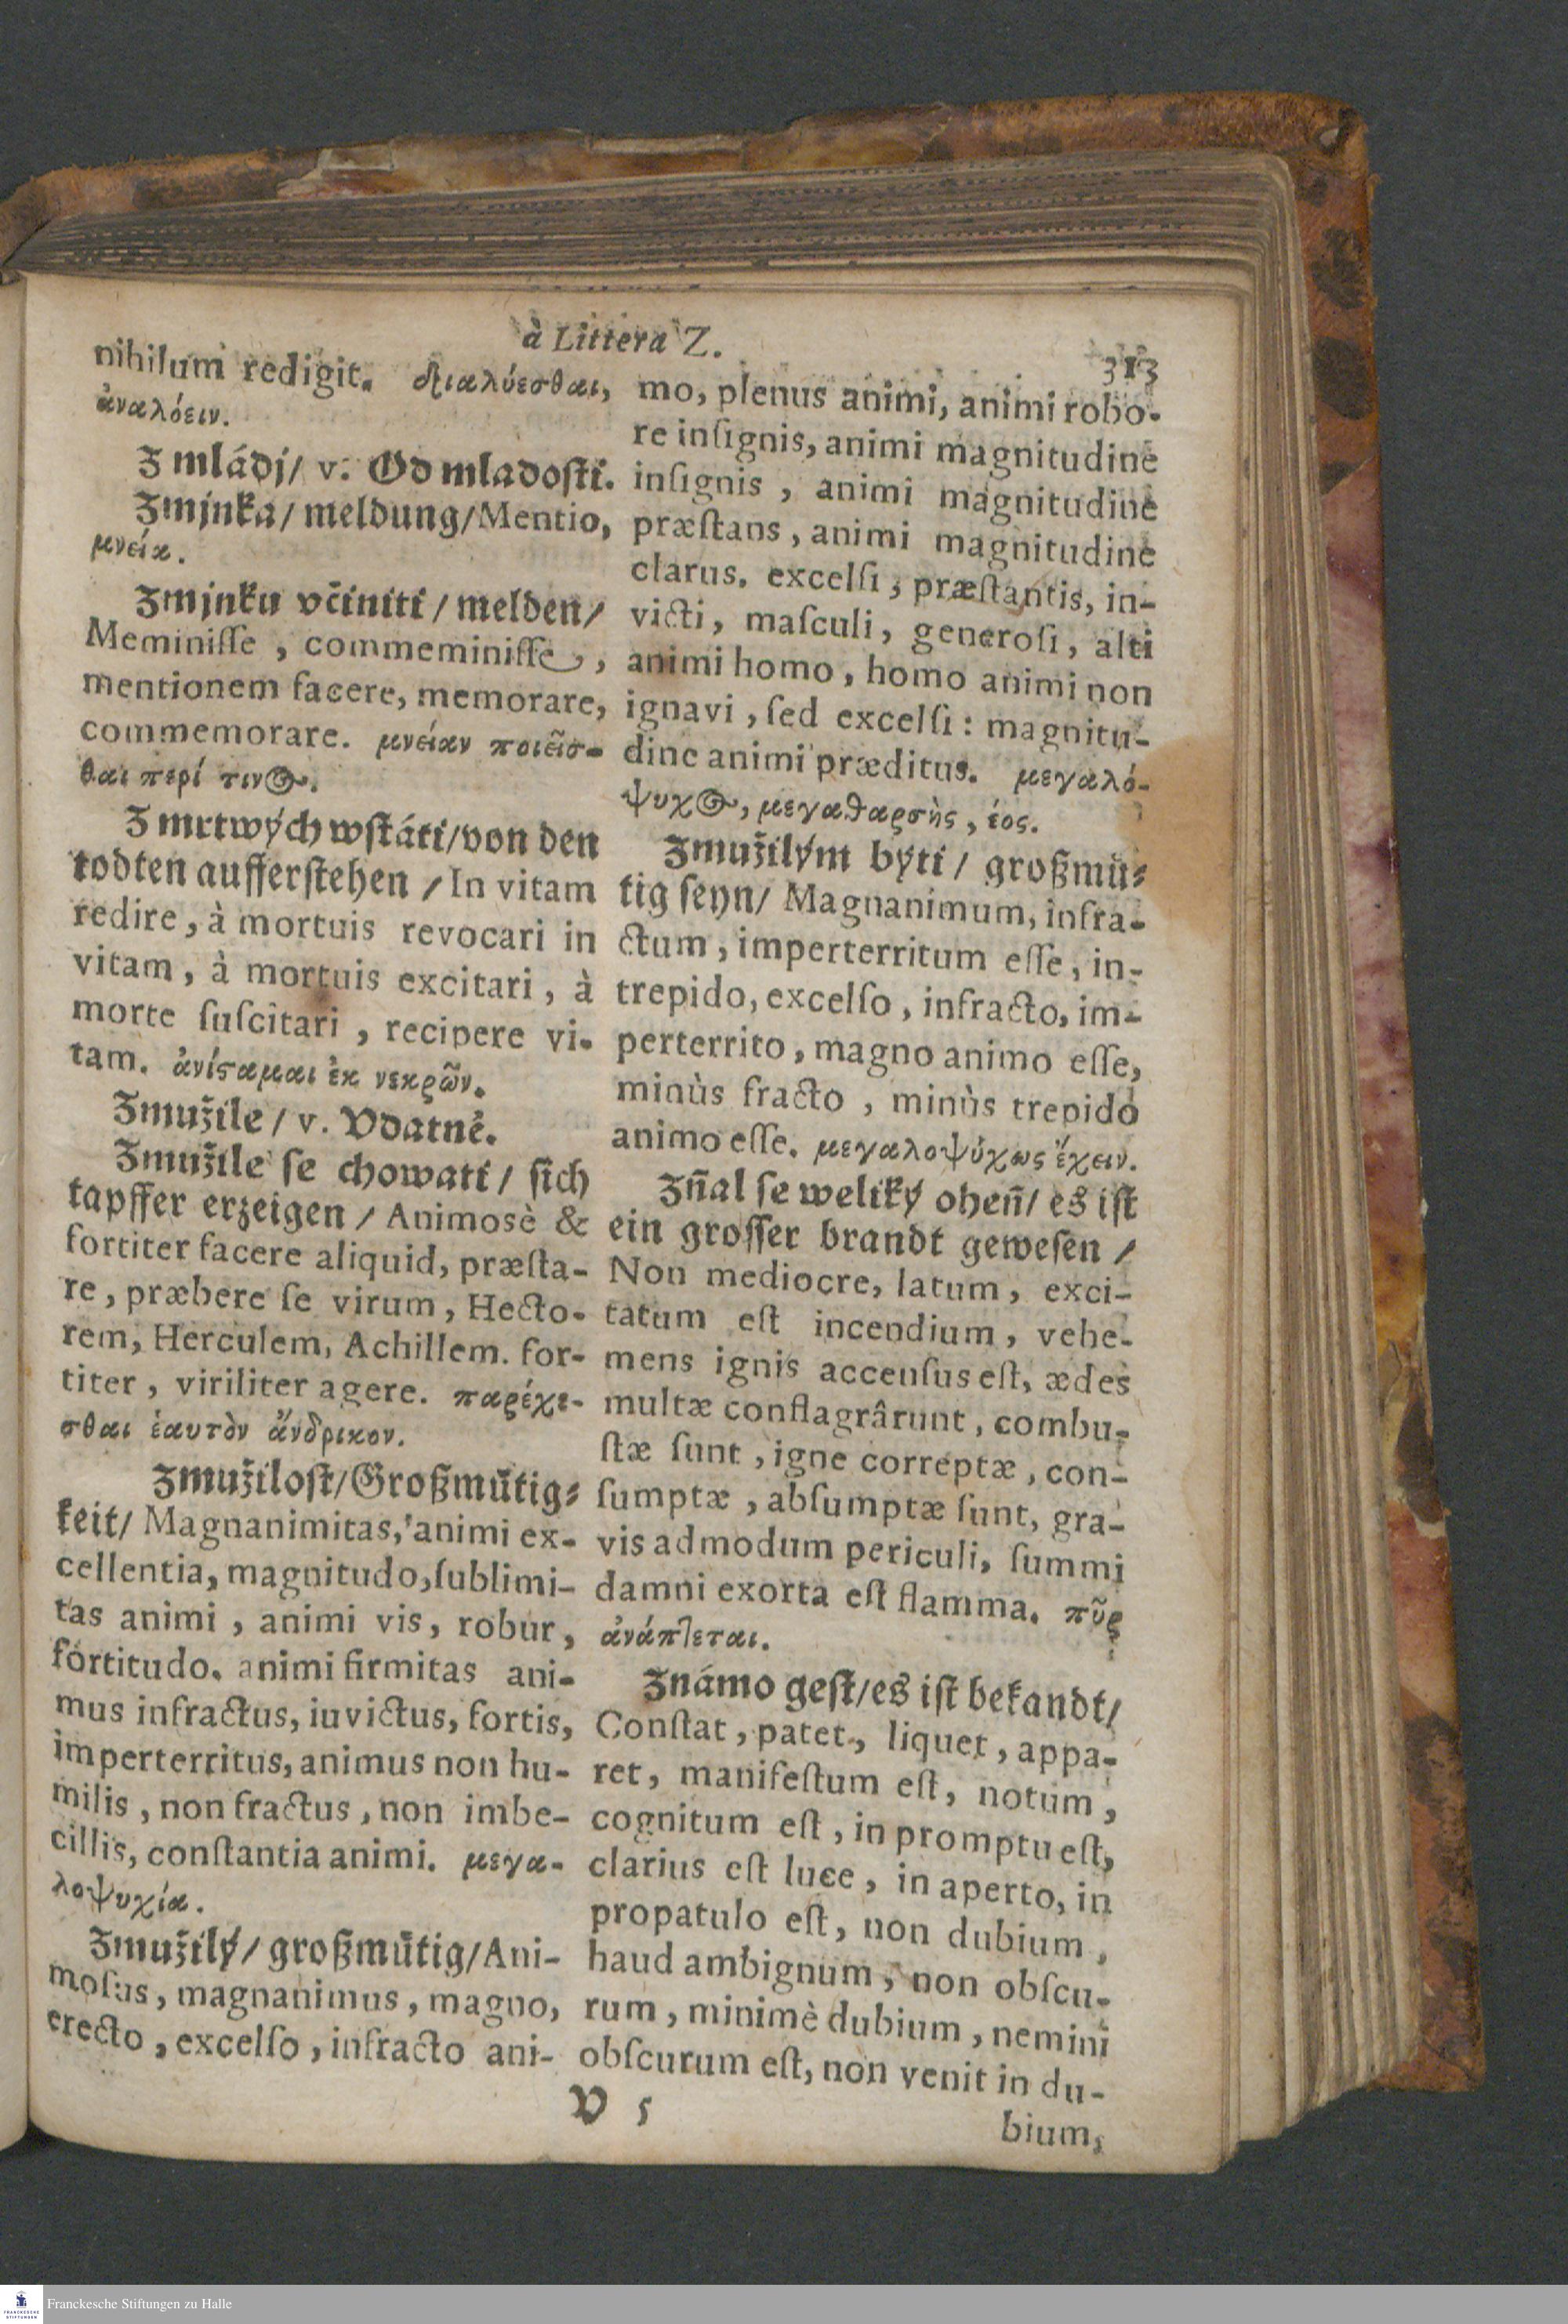 à Littera Z.
313
nihilum redigit. διαλύεσθαι,
ἀναλόειν.
Z mládj/ v. Od mladosti.
Zmjnka/ meldung/Mentio,
μνεία.
Zmjnku včiniti / melden/
Meminiſſe , commeminiſſe ,
mentionem facere, memorare,
commemorare. μνείαν ποιεῖσ-
θαι περί τινος.
Z mrtwých wſtáti/von den
todten aufferſtehen / In vitam
redire, à mortuis revocari in
vitam, à mortuis excitari, à
morte ſuſcitari , recipere vi-
tam. ἀνίςαμαι ἐκ νεκρῶν.
Zmužile/ v. Vdatně.
Zmužile ſe chowati/ ſich
tapffer erzeigen / Animosè &
fortiter facere aliquid, præſta-
re, præbere ſe virum, Hecto-
rem, Herculem, Achillem. for-
titer, viriliter agere. παρέχε-
σθαι ἑαυτὸν ἄνδρικον.
Zmužiloſt/Großmütig-
keit/ Magnanimitas, animi ex-
cellentia, magnitudo,ſublimi-
tas animi , animi vis, robur,
fortitudo. animi firmitas ani-
mus infractus, iuvictus, fortis,
imperterritus, animus non hu-
milis , non fractus , non imbe-
cillis, conſtantia animi. μεγα-
λοψυχία.
Zmužilý/ großmütig/Ani-
moſus, magnanimus, magno,
erecto, excelſo, infracto ani-
mo, plenus animi, animi robo-
re inſignis, animi magnitudine
inſignis , animi magnitudine
præſtans , animi magnitudine
clarus. excelſi, præſtantis, in-
victi, maſculi, generoſi, alti
animi homo, homo animi non
ignavi, ſed excelſi: magnitu-
dine animi præditus. μεγαλό-
ψυχος, μεγαθαρσὴς, έος.
Zmužilým býti / großmü-
tig ſeyn/ Magnanimum, infra-
ctum, imperterritum eſſe, in-
trepido, excelſo, infracto, im-
perterrito, magno animo eſſe,
minùs fracto , minùs trepido
animo eſſe. μεγαλοψύχως ἔχειν.
Zñal ſe weliký oheñ/ es iſt
ein groſſer brandt geweſen /
Non mediocre, latum, exci-
tatum eſt incendium, vehe-
mens ignis accenſus eſt, ædes
multæ conflagrârunt, combu-
ſtæ ſunt, igne correptæ, con-
ſumptæ , abſumptæ ſunt, gra-
vis admodum periculi, ſummi
damni exorta eſt flamma. πῦρ
ἀνάπτεται.
Známo geſt/es iſt bekandt/
Conſtat, patet, liquet, appa-
ret, manifeſtum eſt, notum,
cognitum eſt, in promptu eſt,
clarius eſt luce, in aperto, in
propatulo eſt, non dubium ,
haud ambignum, non obſcu-
rum, minimè dubium, nemini
obſcurum eſt, non venit in du-
V 5
bium,
Franckesche Stiftungen zu Halle